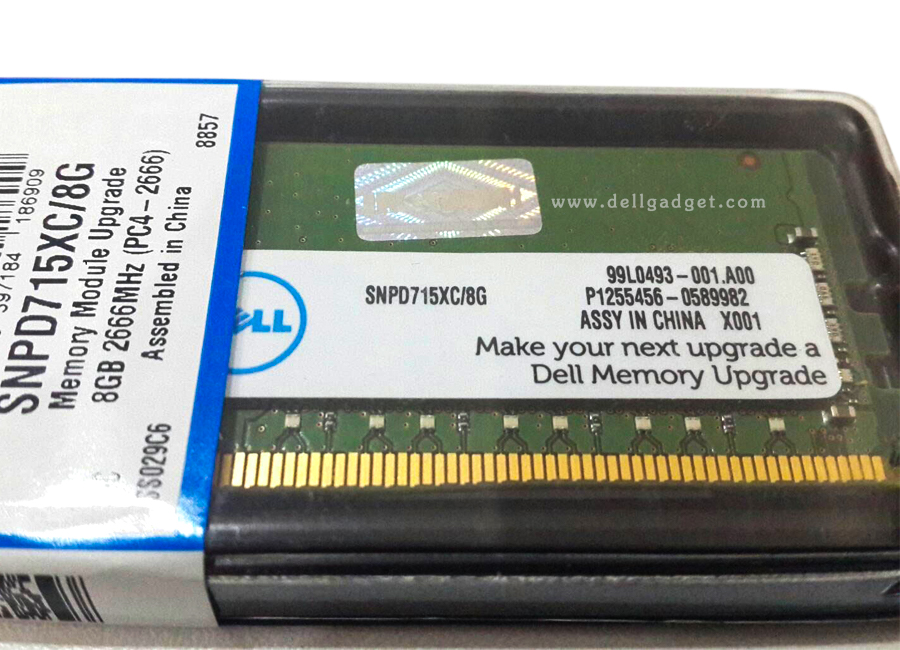 8857
186909
SNPD715XC/8G
Memory Module Upgrade
8GB 2666MHz (PC4-2666)
Assembled in China
www.dellgadget.com
SNPD715XC/8G
99L0493-001.A00
P1255456-0589982
ASSY IN CHINA X001
Make your next upgrade a
Dell Memory Upgrade